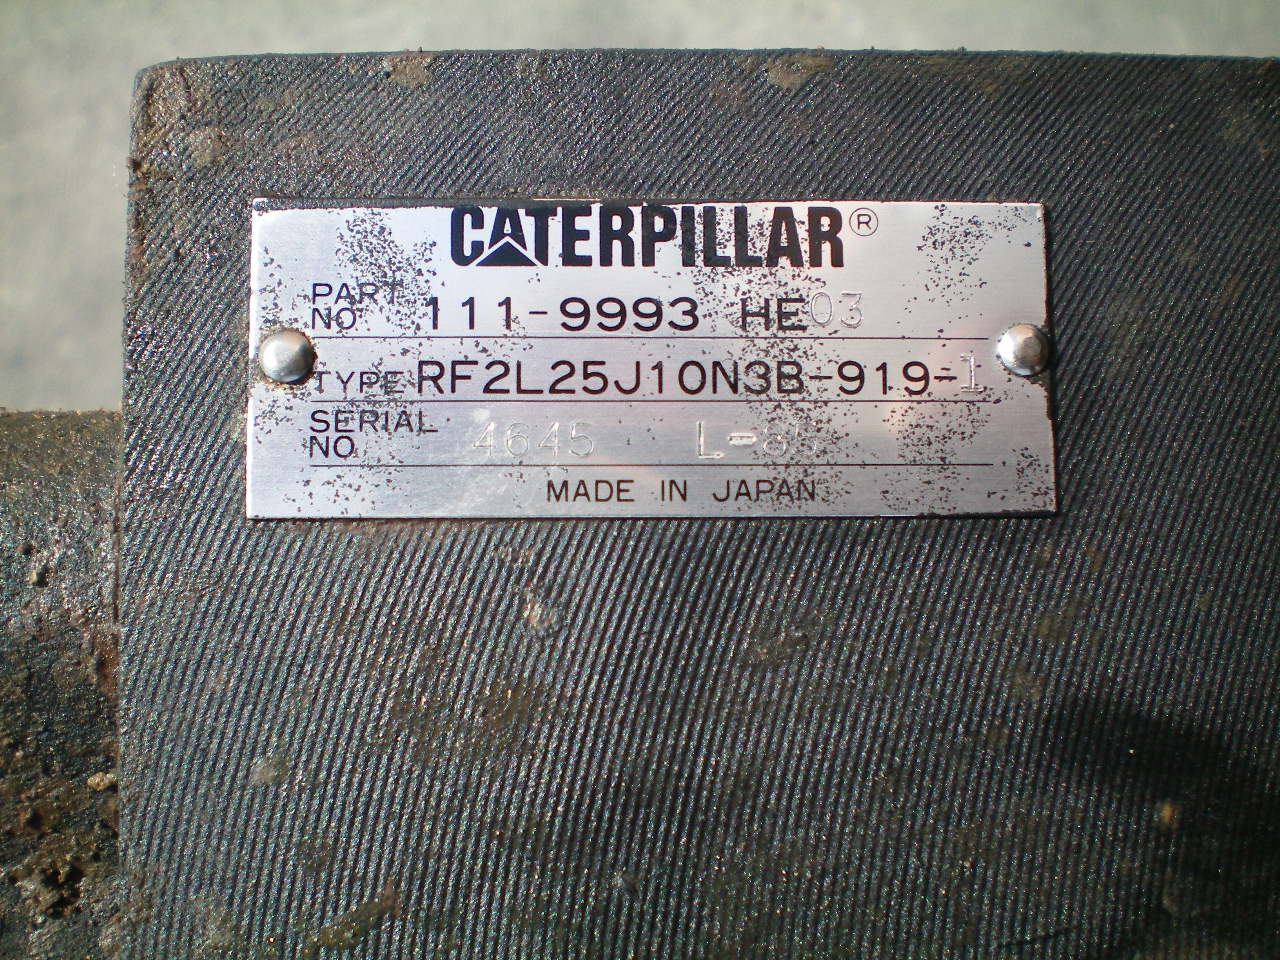 CATERPILLAR®
PART NO 111-9993 HE03
TYPE RF2L25J10N3B-919-1
SERIAL NO. 4645 L-
MADE IN JAPAN